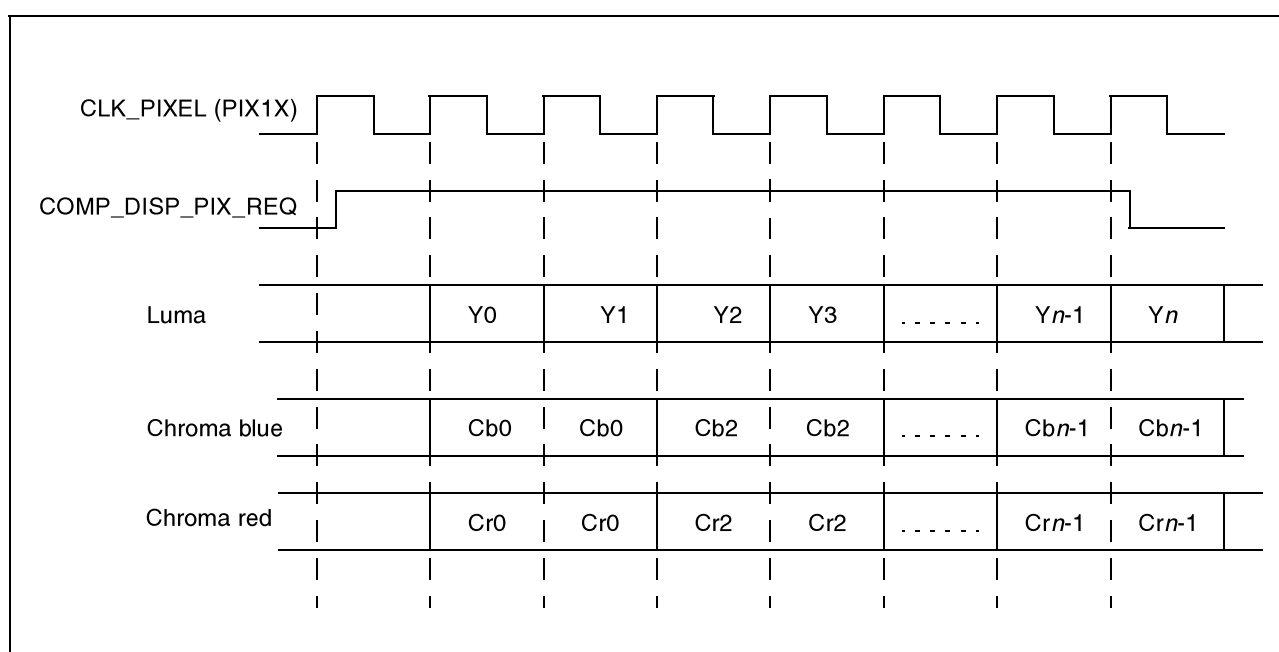 CLK_PIXEL (PIX1X)
COMP_DISP_PIX_REQ
Luma Y0 Y1 Y2 Y3 . . . . . . Yn-1 Yn
Chroma blue Cb0 Cb0 Cb2 Cb2 . . . . . . Cbn-1 Cbn-1
Chroma red Cr0 Cr0 Cr2 Cr2 . . . . . . Crn-1 Crn-1